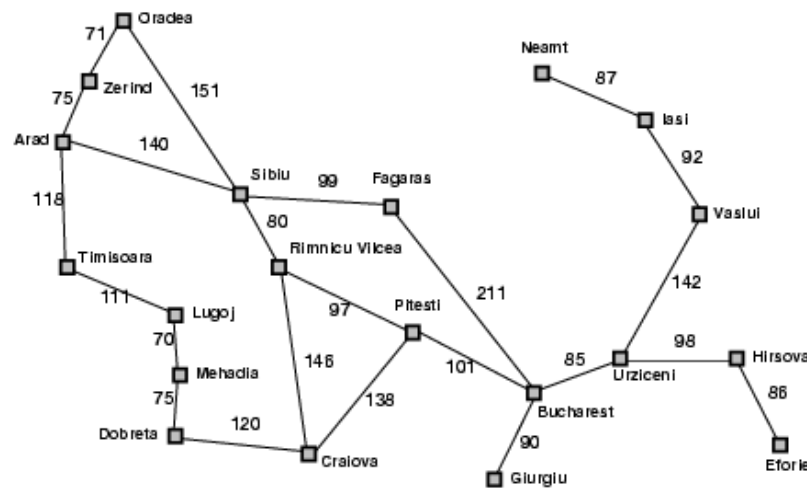 Oradea
71
Neamt
87
Zerind
75
151
Iasi
Arad
140
92
Sibiu
99
Fagaras
118
Vaslui
80
Timisoara
Rimnicu Vilcea
142
111
Lugoj
97
Pitesti
211
70
98
Hirsova
146
101
85
Urziceni
Mehadia
75
138
86
Bucharest
120
Dobreta
90
Craiova
Eforie
Giurgiu